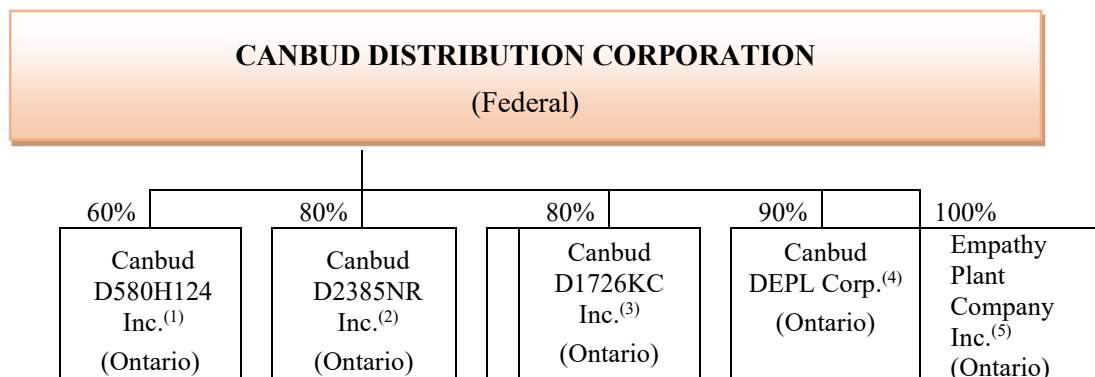 CANBUD DISTRIBUTION CORPORATION
(Federal)
60%
80%
80%
90%
100%
Canbud
D580H124
Inc.(1)
(Ontario)
Canbud
D2385NR
Inc.(2)
(Ontario)
Canbud
D1726KC
Inc.(3)
(Ontario)
Canbud
DEPL Corp.(4)
(Ontario)
Empathy
Plant
Company
Inc.(5)
(Ontario)